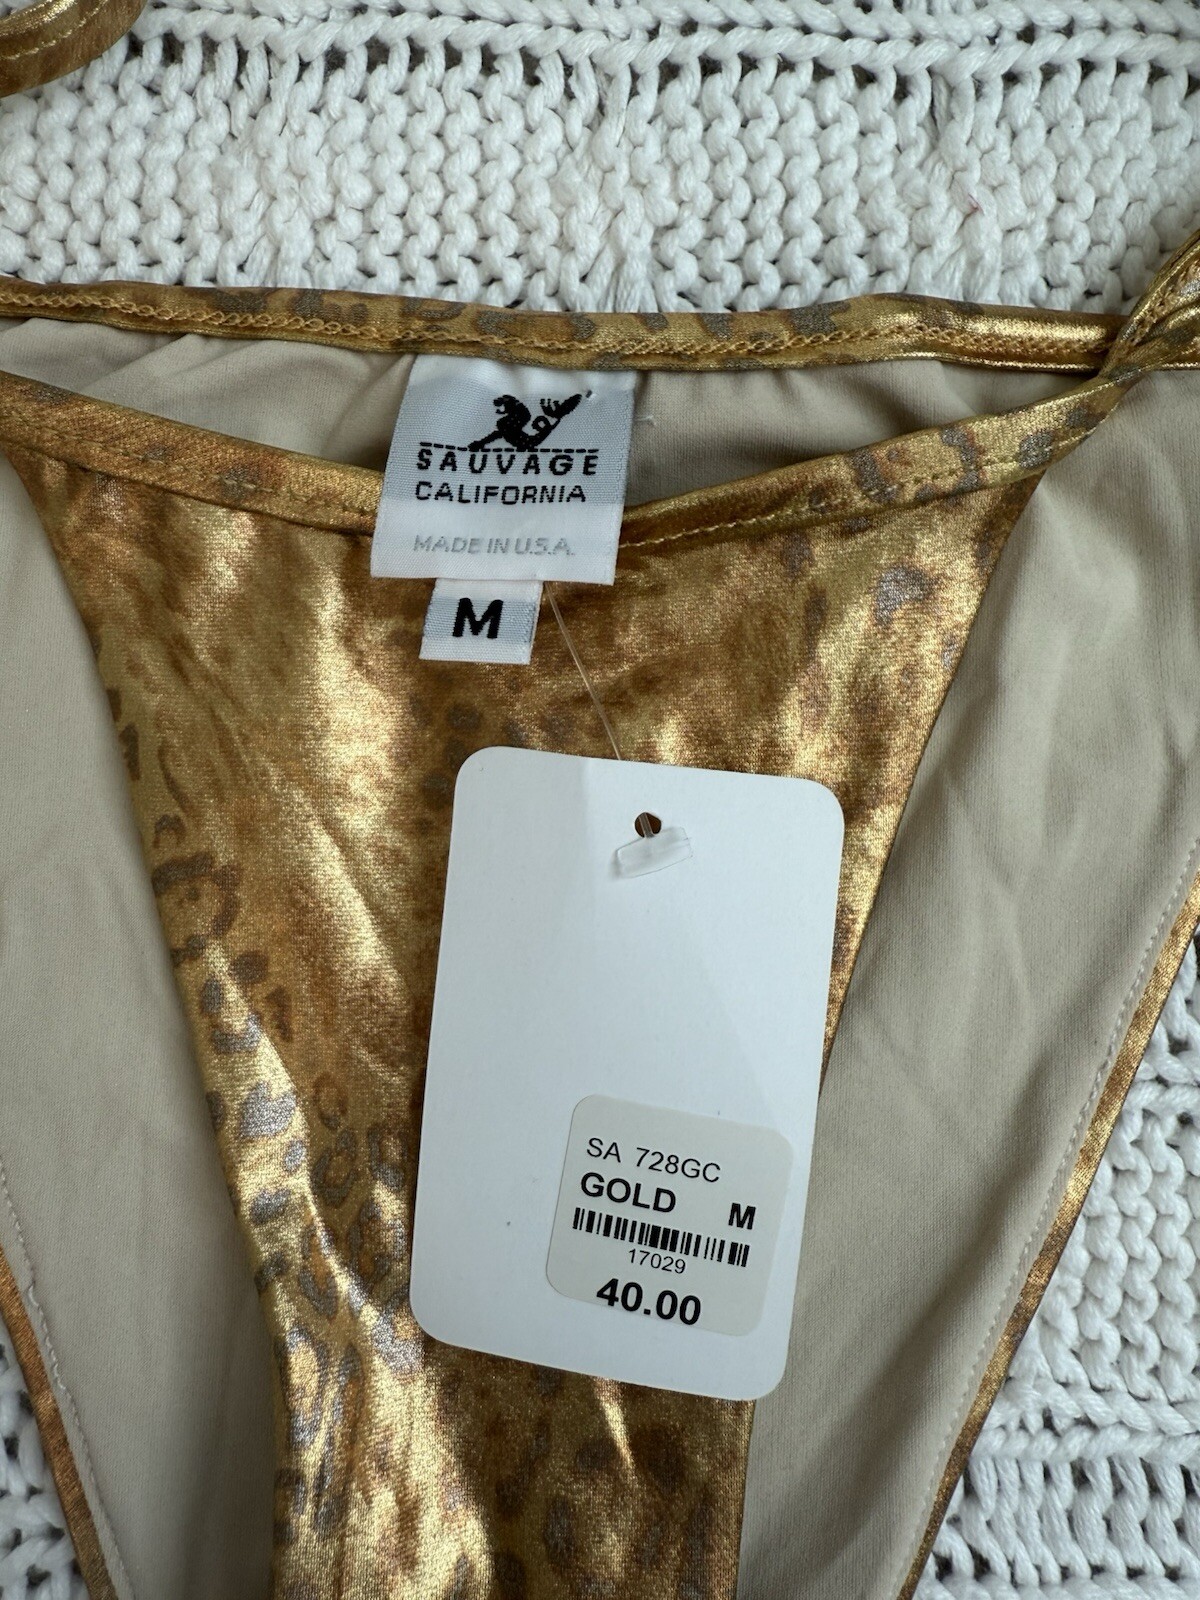 SAUVAGE
CALIFORNIA
MADE IN U.S.A.
M
SA 728GC
GOLD M
17029
40.00